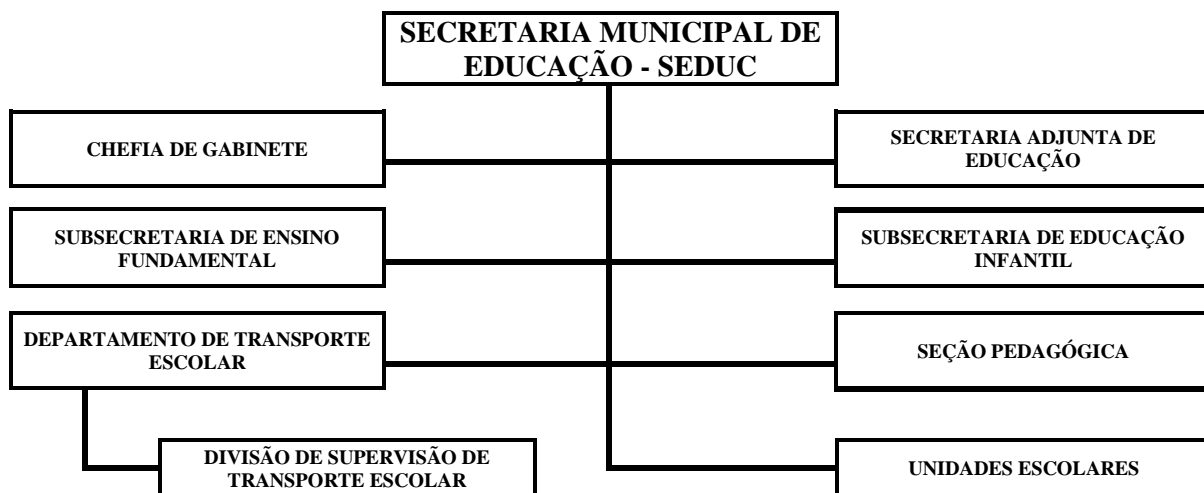 SECRETARIA MUNICIPAL DE
EDUCAÇÃO - SEDUC
CHEFIA DE GABINETE
SECRETARIA ADJUNTA DE
EDUCAÇÃO
SUBSECRETARIA DE ENSINO
FUNDAMENTAL
SUBSECRETARIA DE EDUCAÇÃO
INFANTIL
DEPARTAMENTO DE TRANSPORTE
ESCOLAR
SEÇÃO PEDAGÓGICA
DIVISÃO DE SUPERVISÃO DE
TRANSPORTE ESCOLAR
UNIDADES ESCOLARES